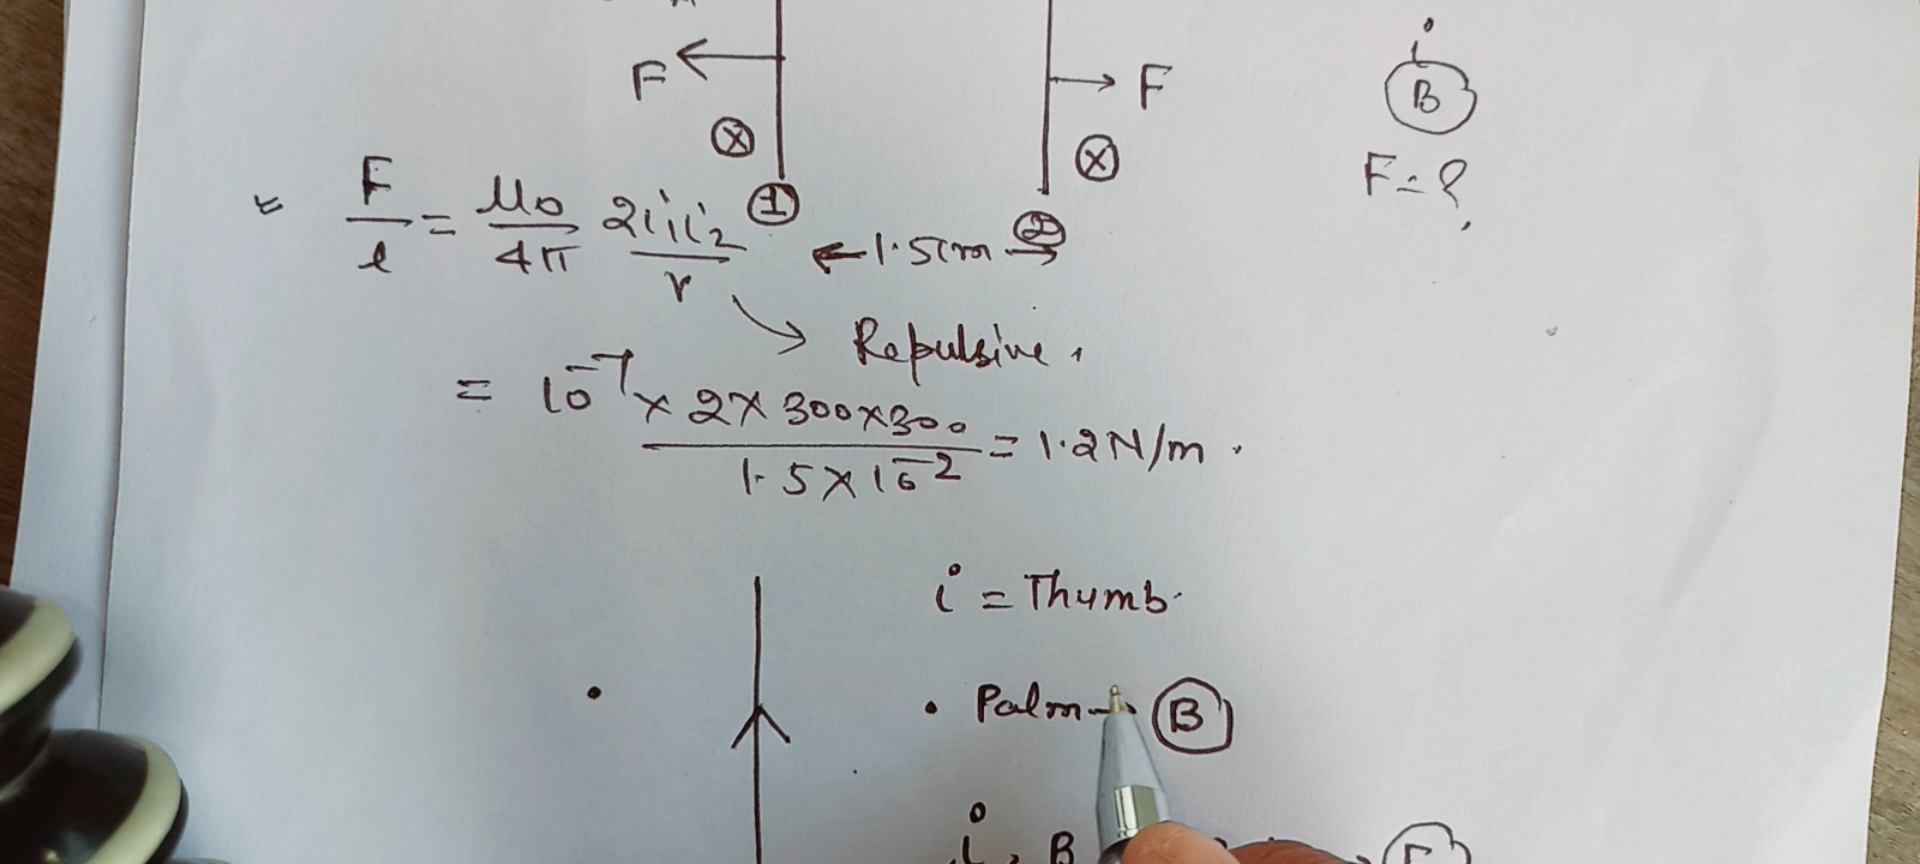 F ← → F
i
B
ⓧ ⓧ
F = ?
① ②
= F/l = μ0/4π 2i1i2/r
←1.5cm→
→ Repulsive.
= 10^-7 × 2 × 300×300 / 1.5×10^-2 = 1.2 N/m.
i = Thumb.
• • Palm → B
i, B